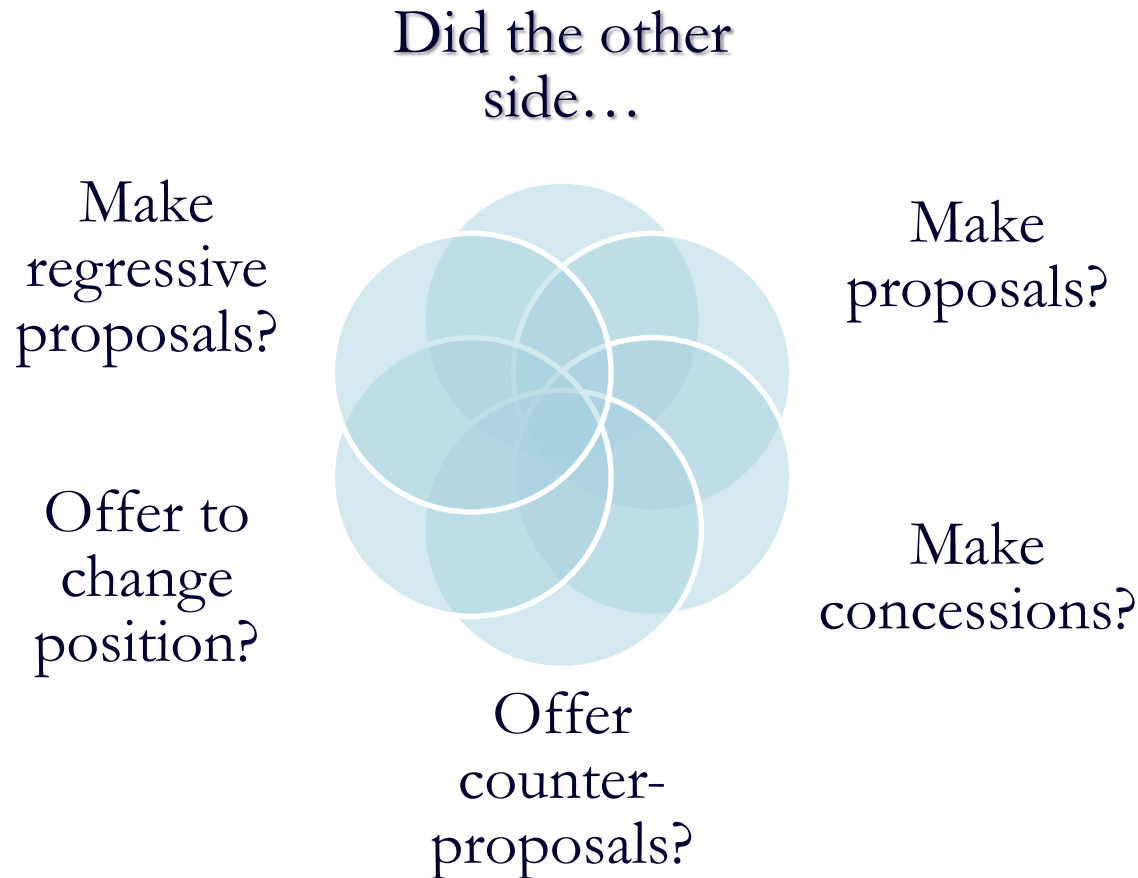 Did the other
side…
Make
proposals?
Make
concessions?
Offer
counter-
proposals?
Offer to
change
position?
Make
regressive
proposals?